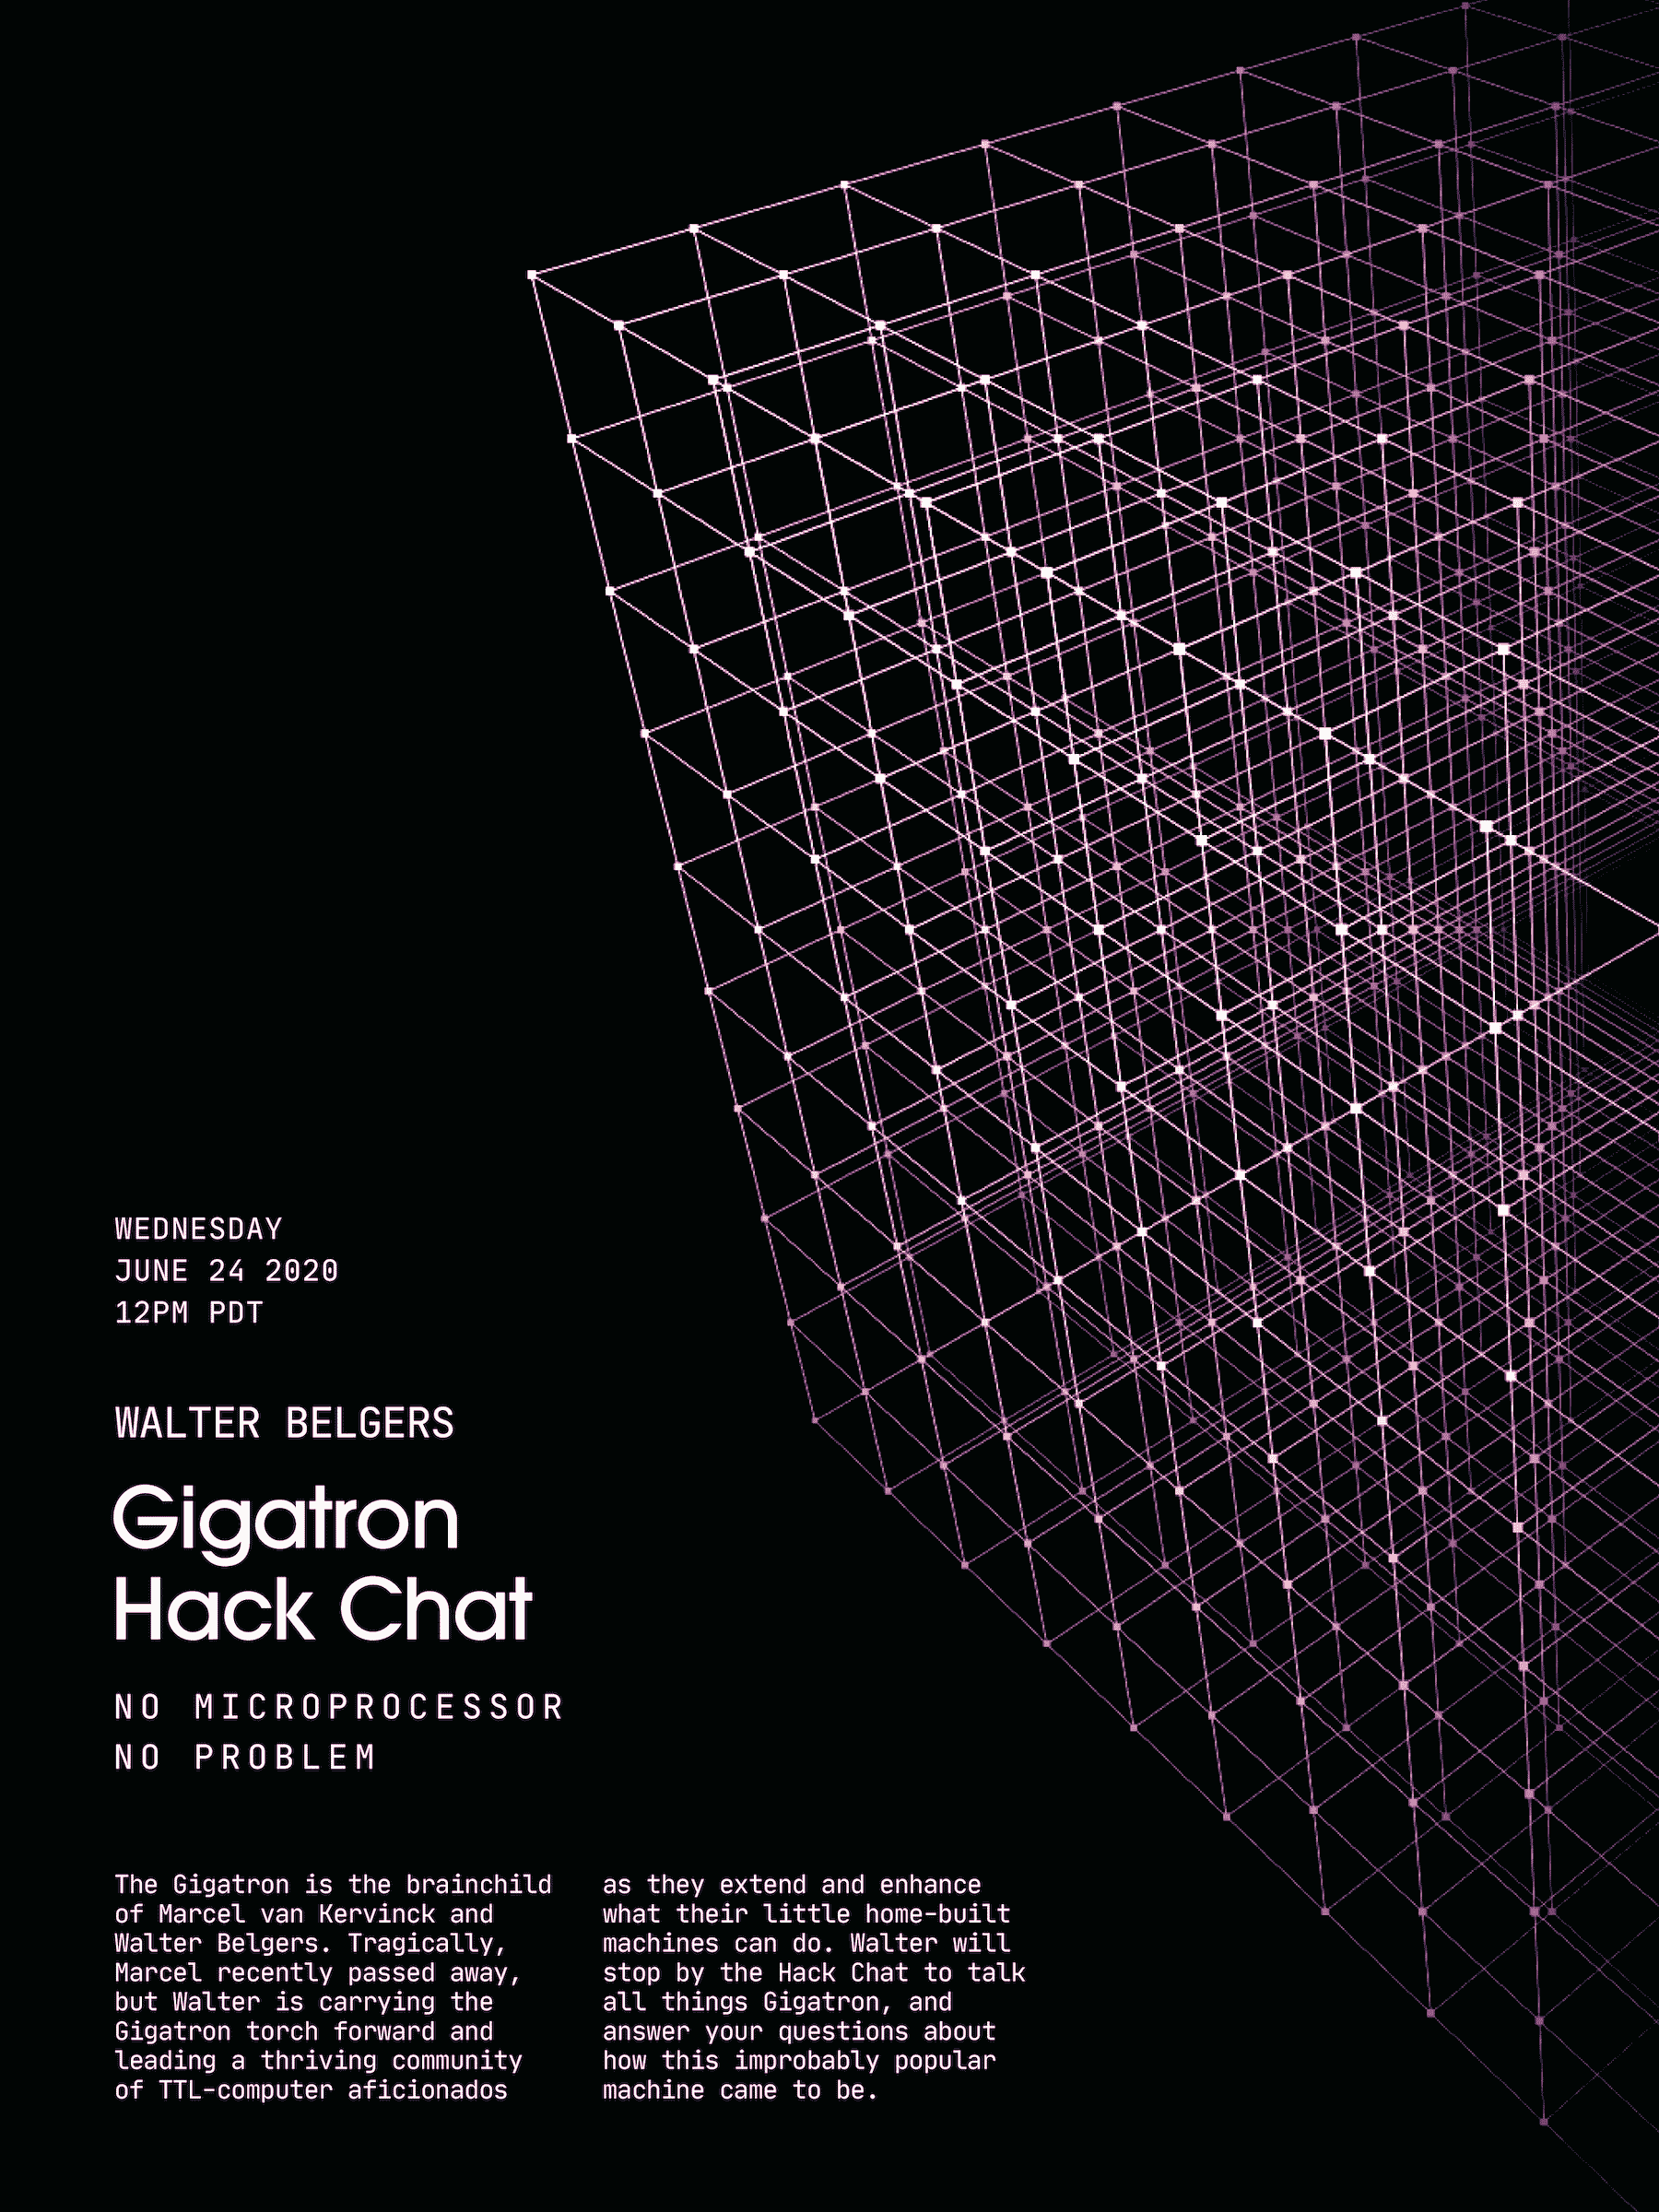 WEDNESDAY
JUNE 24 2020
12PM PDT
WALTER BELGERS
Gigatron
Hack Chat
NO MICROPROCESSOR
NO PROBLEM
The Gigatron is the brainchild
of Marcel van Kervinck and
Walter Belgers. Tragically,
Marcel recently passed away,
but Walter is carrying the
Gigatron torch forward and
leading a thriving community
of TTL-computer aficionados
as they extend and enhance
what their little home-built
machines can do. Walter will
stop by the Hack Chat to talk
all things Gigatron, and
answer your questions about
how this improbably popular
machine came to be.